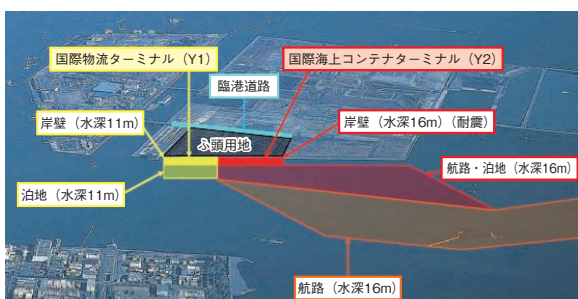 国際物流ターミナル（Y1）
国際海上コンテナターミナル（Y2）
臨港道路
岸壁（水深11m）
岸壁（水深16m）（耐震）
ふ頭用地
泊地（水深11m）
航路・泊地（水深16m）
航路（水深16m）